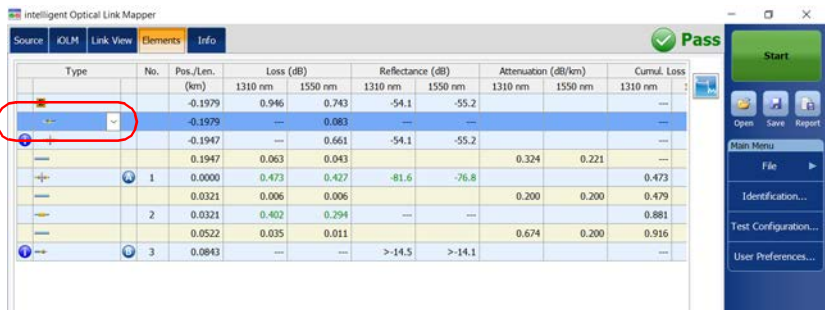 intelligent Optical Link Mapper
Source iOLM Link View Elements Info Pass
Type No. Pos./Len. Loss (dB) Reflectance (dB) Attenuation (dB/km) Cumul. Loss
(km) 1310 nm 1550 nm 1310 nm 1550 nm 1310 nm 1550 nm 1310 nm
-0.1979 0.946 0.743 -54.1 -55.2 ---
-0.1979 --- 0.083
-0.1947 --- 0.661 -54.1 -55.2 ---
0.1947 0.063 0.043 0.324 0.221 ---
A 1 0.0000 0.473 0.427 -81.6 -76.8 0.473
0.0321 0.006 0.006 0.200 0.200 0.479
2 0.0321 0.402 0.294 --- --- 0.881
0.0522 0.035 0.011 0.674 0.200 0.916
B 3 0.0843 --- --- >-14.5 >-14.1 ---
Start
Open Save Report
Main Menu
File
Identification...
Test Configuration...
User Preferences...